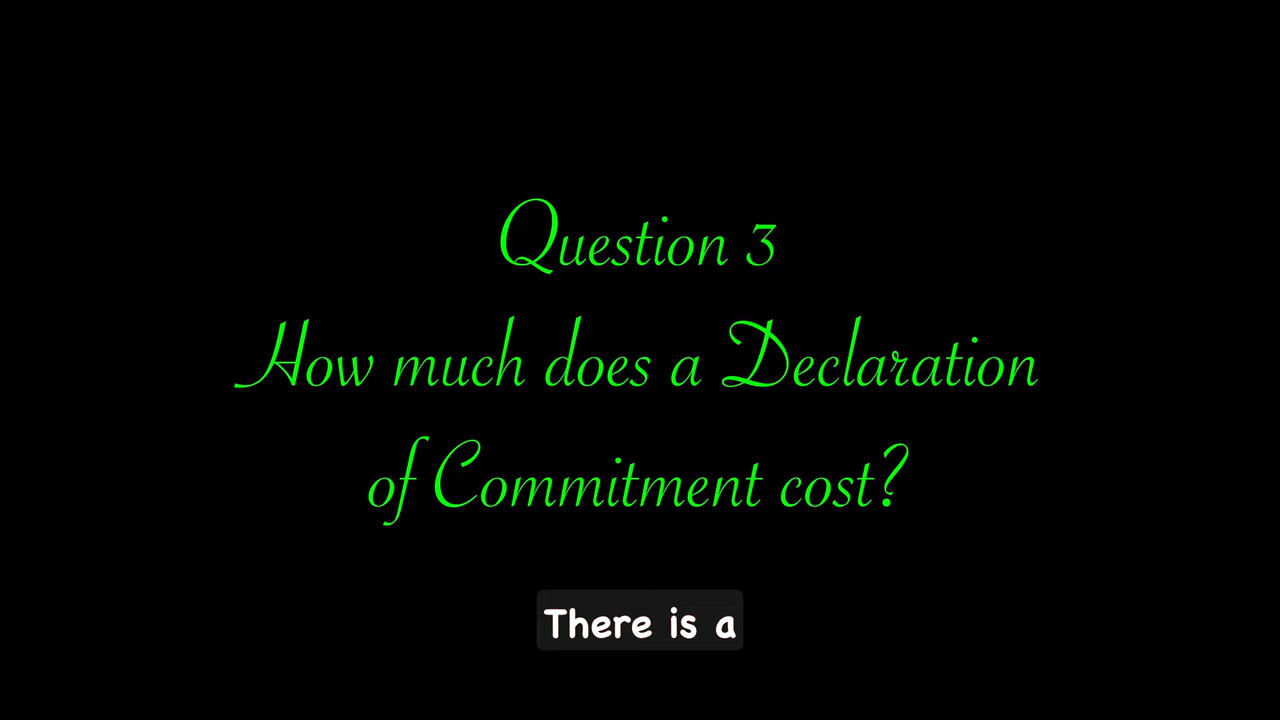 Question 3
How much does a Declaration
of Commitment cost?
There is a